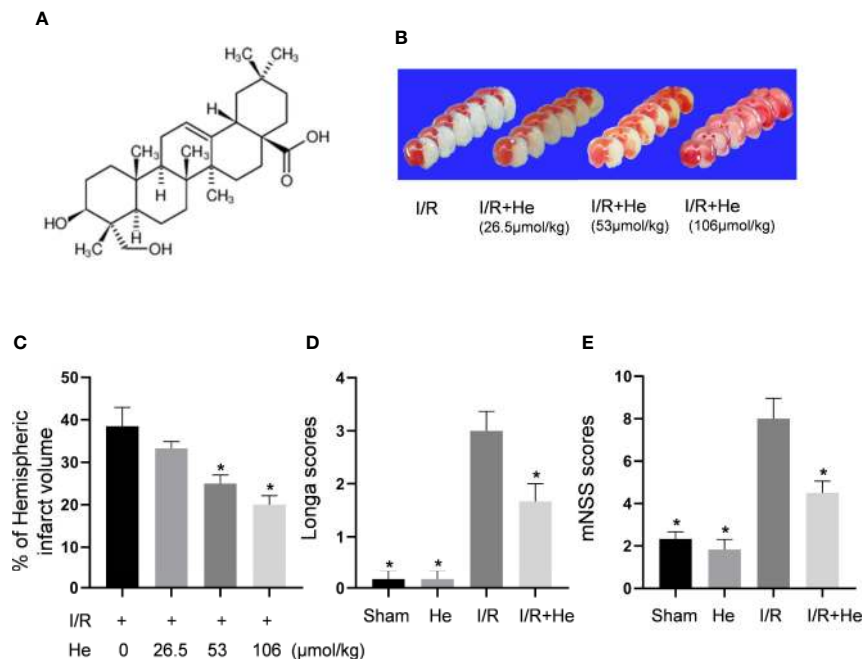 A
H₃C
CH₃
H
OH
O
CH₃
CH₃
H
CH₃
H
HO
H₃C
OH
B
I/R
I/R+He
(26.5μmol/kg)
I/R+He
(53μmol/kg)
I/R+He
(106μmol/kg)
C
% of Hemispheric
infarct volume
50
40
30
20
10
0
*
*
I/R + + + +
He 0 26.5 53 106 (μmol/kg)
D
Longa scores
4
3
2
1
0
*
*
*
Sham He I/R I/R+He
E
mNSS scores
10
8
6
4
2
0
*
*
*
Sham He I/R I/R+He